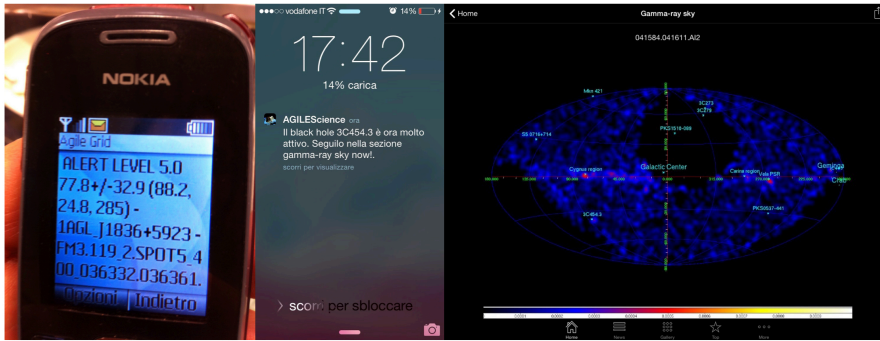 NOKIA
Agile Grid
ALERT LEVEL 5.0
77.8+/-32.9 (88.2,
24.8, 285) -
1AGL_J1836+5923 -
FM3.119_2.SPOT5_4
00_036332.036361.
Opzioni Indietro
vodafone IT 14%
17:42
14% carica
AGILEScience ora
Il black hole 3C454.3 è ora molto
attivo. Seguilo nella sezione
gamma-ray sky now!.
scorri per visualizzare
scorri per sbloccare
Home Gamma-ray sky
041584.041611.AI2
Mkn 421
3C273
3C279
S5 0716+714
PKS1510-089
Cygnus region
Galactic Center
Carina region
Vela PSR
Geminga
Crab
3C454.3
PKS0537-441
Home News Gallery Top More